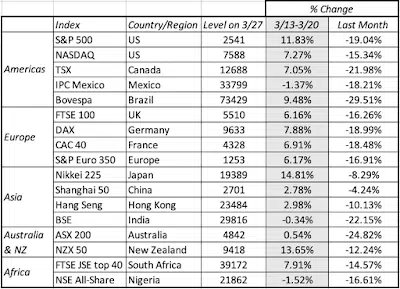 % Change
Index Country/Region Level on 3/27 3/13-3/20 Last Month
Americas
S&P 500 US 2541 11.83% -19.04%
NASDAQ US 7588 7.27% -15.34%
TSX Canada 12688 7.05% -21.98%
IPC Mexico Mexico 33799 -1.37% -18.21%
Bovespa Brazil 73429 9.48% -29.51%
Europe
FTSE 100 UK 5510 6.16% -16.26%
DAX Germany 9633 7.88% -18.99%
CAC 40 France 4328 6.91% -18.48%
S&P Euro 350 Europe 1253 6.17% -16.91%
Asia
Nikkei 225 Japan 19389 14.81% -8.29%
Shanghai 50 China 2701 2.78% -4.24%
Hang Seng Hong Kong 23484 2.98% -10.13%
BSE India 29816 -0.34% -22.15%
Australia & NZ
ASX 200 Australia 4842 0.54% -24.82%
NZX 50 New Zealand 9418 13.65% -12.24%
Africa
FTSE JSE top 40 South Africa 39172 7.91% -14.57%
NSE All-Share Nigeria 21862 -1.52% -16.61%